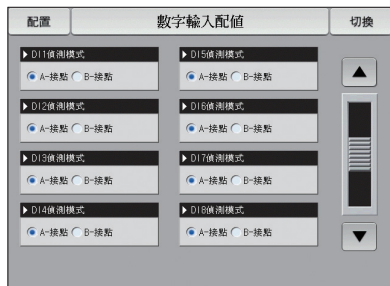 配置 數字輸入配值 切換
DI1偵測模式 DI5偵測模式
A-接點 B-接點 A-接點 B-接點
DI2偵測模式 DI6偵測模式
A-接點 B-接點 A-接點 B-接點
DI3偵測模式 DI7偵測模式
A-接點 B-接點 A-接點 B-接點
DI4偵測模式 DI8偵測模式
A-接點 B-接點 A-接點 B-接點